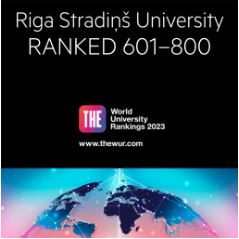 Riga Stradiņš University
RANKED 601–800
THE
World
University
Rankings 2023
www.thewur.com